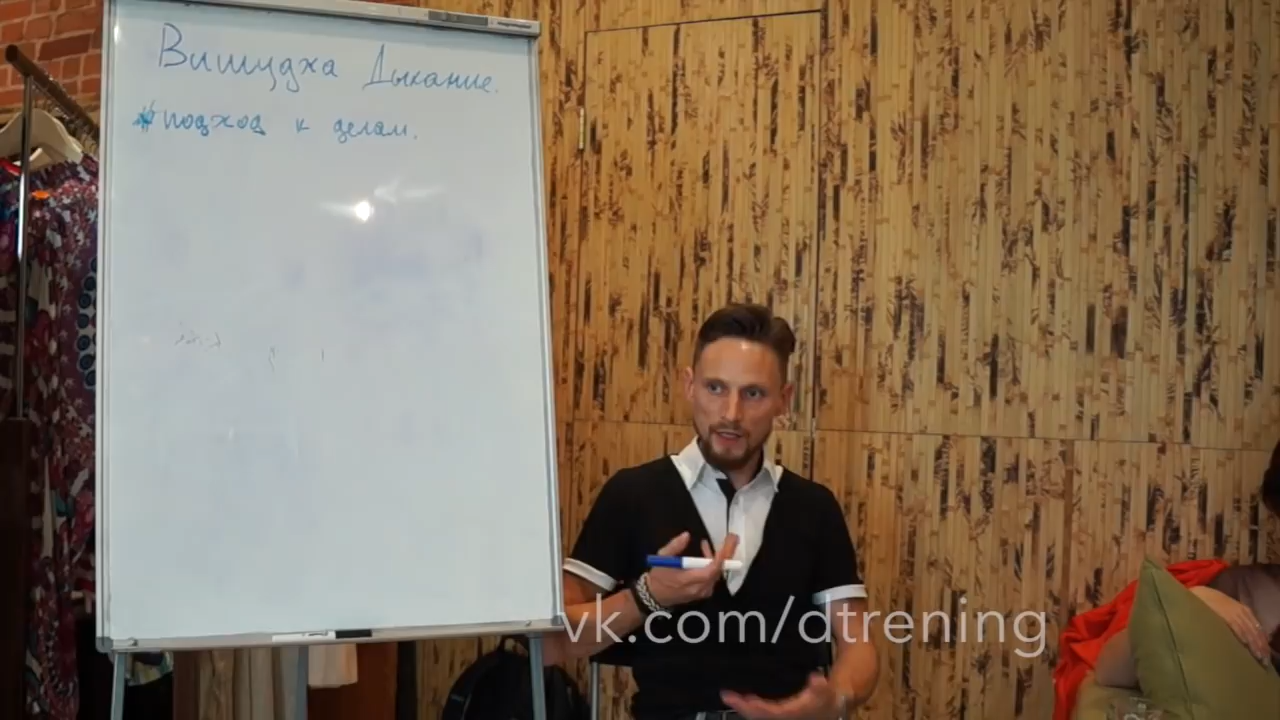 Вишудха Дыхание.
подход к делам.
vk.com/dtrening